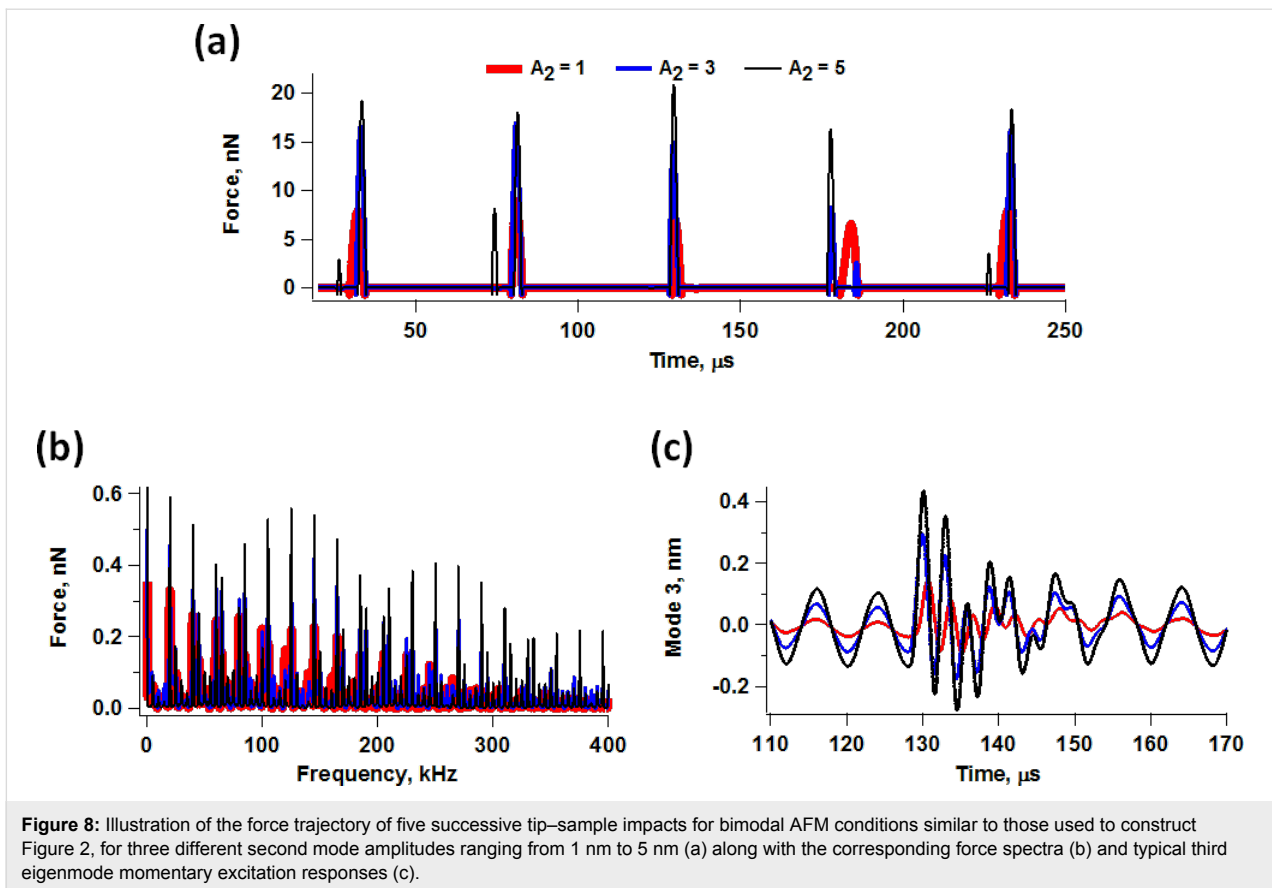 (a)
A2 = 1 A2 = 3 A2 = 5
Force, nN
20
15
10
5
0
50 100 150 200 250
Time, μs
(b)
Force, nN
0.6
0.4
0.2
0.0
0 100 200 300 400
Frequency, kHz
(c)
Mode 3, nm
0.4
0.2
0.0
-0.2
110 120 130 140 150 160 170
Time, μs
Figure 8: Illustration of the force trajectory of five successive tip–sample impacts for bimodal AFM conditions similar to those used to construct
Figure 2, for three different second mode amplitudes ranging from 1 nm to 5 nm (a) along with the corresponding force spectra (b) and typical third
eigenmode momentary excitation responses (c).